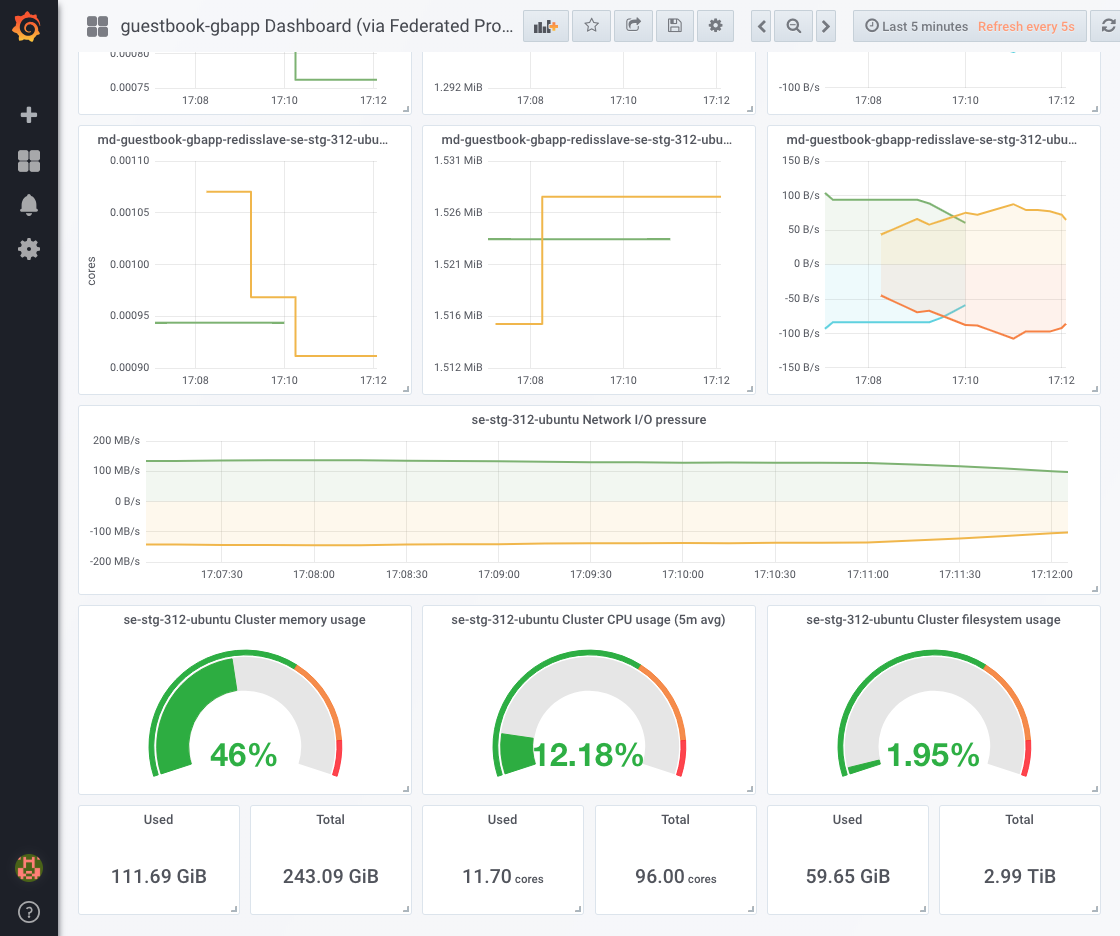 guestbook-gbapp Dashboard (via Federated Pro...
Last 5 minutes Refresh every 5s
0.00080
0.00075
17:08 17:10 17:12
1.292 MiB
17:08 17:10 17:12
-100 B/s
17:08 17:10 17:12
md-guestbook-gbapp-redisslave-se-stg-312-ubu...
cores
0.00110
0.00105
0.00100
0.00095
0.00090
17:08 17:10 17:12
md-guestbook-gbapp-redisslave-se-stg-312-ubu...
1.531 MiB
1.526 MiB
1.521 MiB
1.516 MiB
1.512 MiB
17:08 17:10 17:12
md-guestbook-gbapp-redisslave-se-stg-312-ubu...
150 B/s
100 B/s
50 B/s
0 B/s
-50 B/s
-100 B/s
-150 B/s
17:08 17:10 17:12
se-stg-312-ubuntu Network I/O pressure
200 MB/s
100 MB/s
0 B/s
-100 MB/s
-200 MB/s
17:07:30 17:08:00 17:08:30 17:09:00 17:09:30 17:10:00 17:10:30 17:11:00 17:11:30 17:12:00
se-stg-312-ubuntu Cluster memory usage
46%
se-stg-312-ubuntu Cluster CPU usage (5m avg)
12.18%
se-stg-312-ubuntu Cluster filesystem usage
1.95%
Used
111.69 GiB
Total
243.09 GiB
Used
11.70 cores
Total
96.00 cores
Used
59.65 GiB
Total
2.99 TiB
?